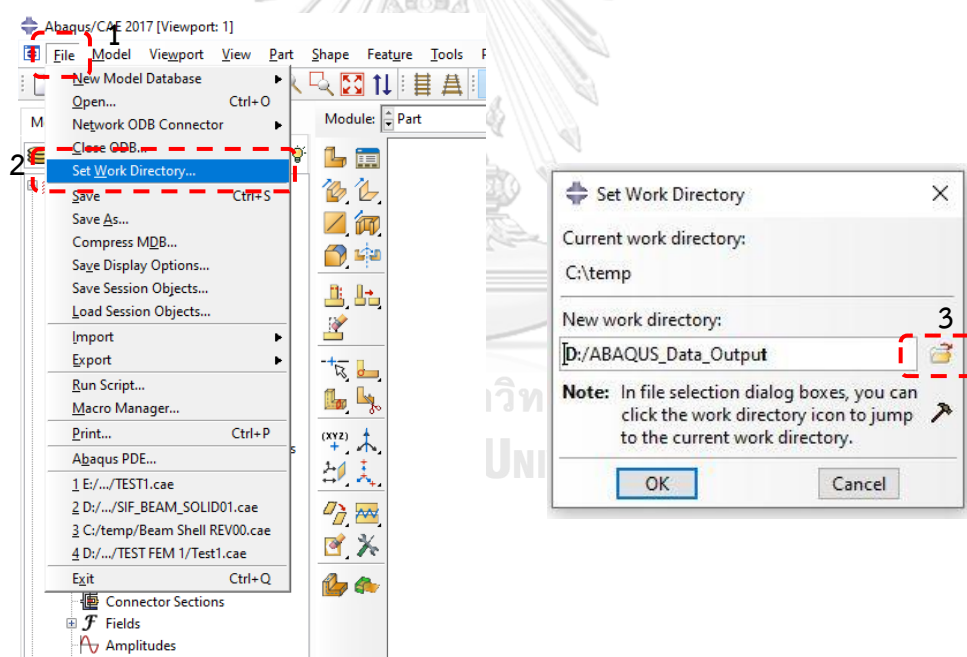 Abaqus/CAE 2017 [Viewport: 1]
1
File Model Viewport View Part Shape Feature Tools
New Model Database
Open... Ctrl+O
Network ODB Connector
Module: Part
Close ODB...
2
Set Work Directory...
Save Ctrl+S
Save As...
Compress MDB...
Save Display Options...
Save Session Objects...
Load Session Objects...
Import
Export
Run Script...
Macro Manager...
Print... Ctrl+P
(XYZ)
Abaqus PDE...
1 E:/.../TEST1.cae
2 D:/.../SIF_BEAM_SOLID01.cae
3 C:/temp/Beam Shell REV00.cae
4 D:/.../TEST FEM 1/Test1.cae
Exit Ctrl+Q
Connector Sections
Fields
Amplitudes
Set Work Directory
Current work directory:
C:\temp
New work directory:
3
D:/ABAQUS_Data_Output
Note: In file selection dialog boxes, you can
click the work directory icon to jump
to the current work directory.
OK Cancel